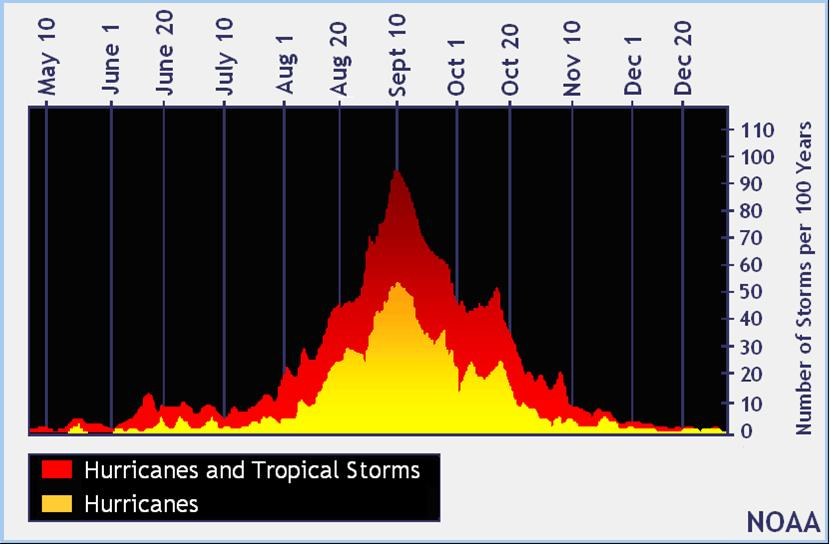 May 10
June 1
June 20
July 10
Aug 1
Aug 20
Sept 10
Oct 1
Oct 20
Nov 10
Dec 1
Dec 20
110
100
90
80
70
60
50
40
30
20
10
0
Number of Storms per 100 Years
Hurricanes and Tropical Storms
Hurricanes
NOAA